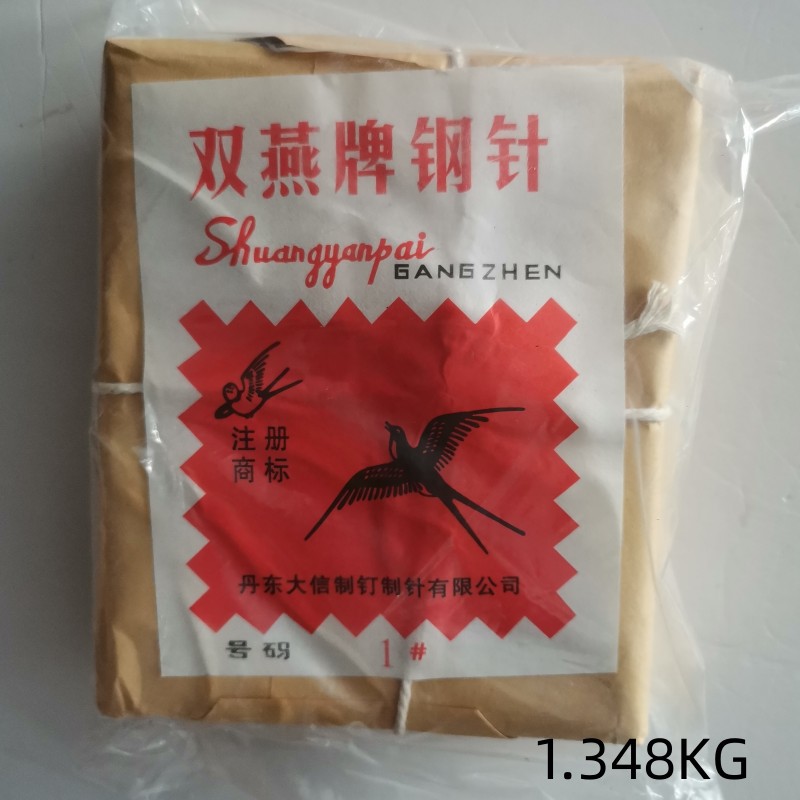 双燕牌钢针
Shuangyanpai
GANGZHEN
注册
商标
丹东大信制钉制针有限公司
号码 1#
1.348KG